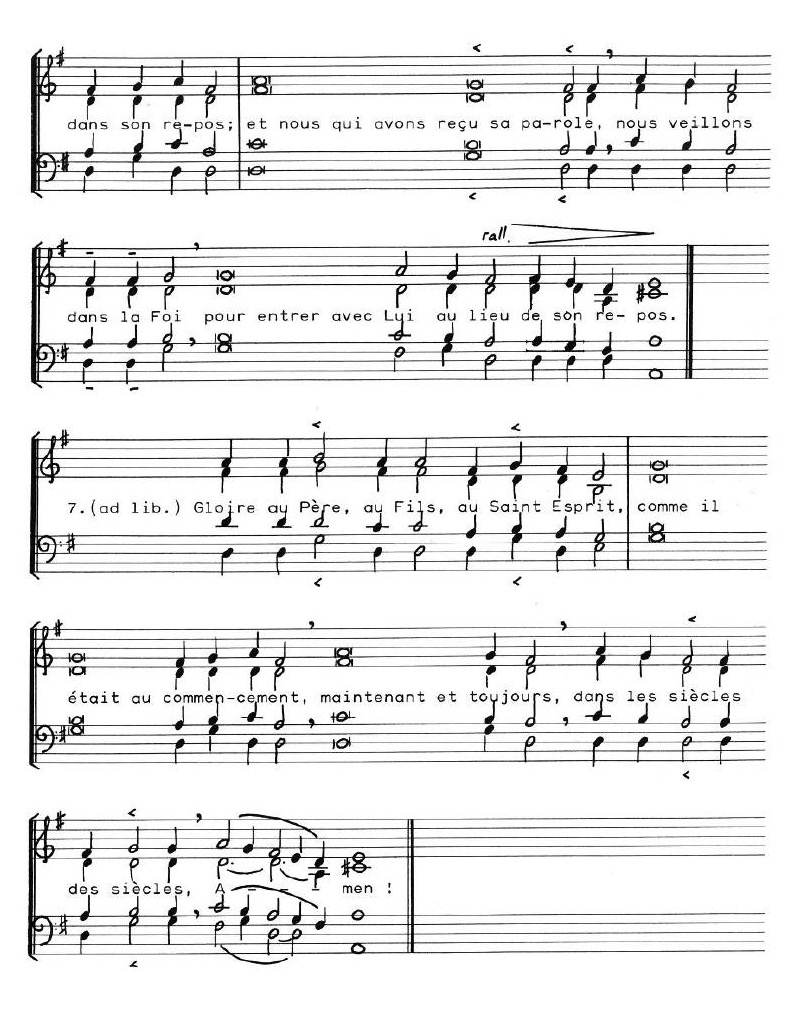 dans son re-pos; et nous qui avons reçu sa pa-role, nous veillons
rall.
dans la Foi pour entrer avec Lui au lieu de son re- pos.
7.(ad lib.) Gloire au Père, au Fils, au Saint Esprit, comme il
était au commen-cement, maintenant et toujours, dans les siècles
des siècles, A - - - men !